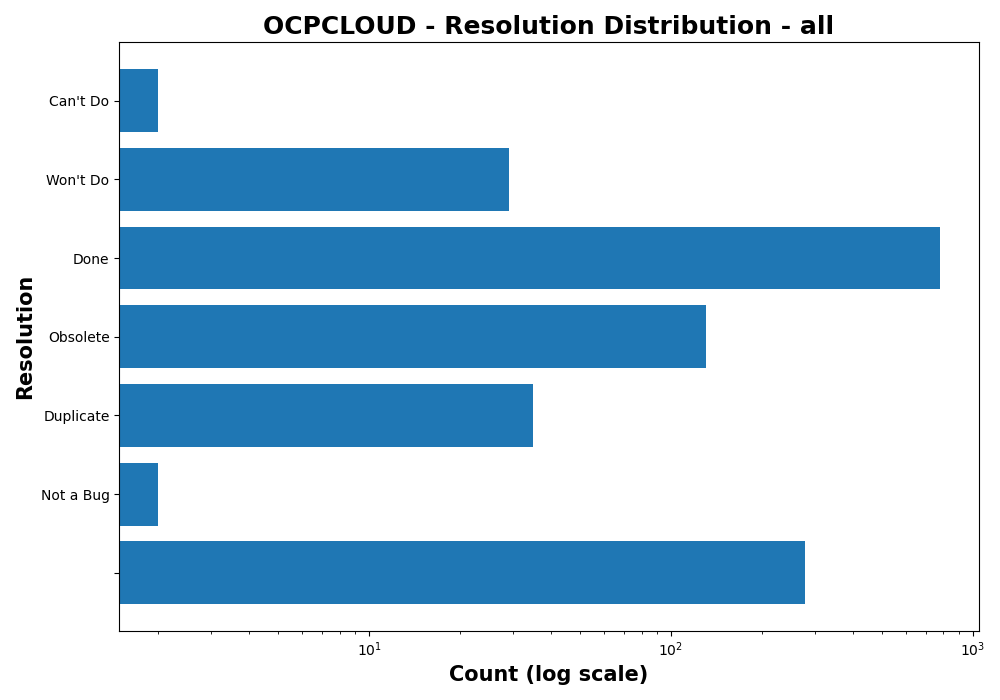 OCPCLOUD - Resolution Distribution - all
Resolution
Can't Do
Won't Do
Done
Obsolete
Duplicate
Not a Bug
10¹ 10² 10³
Count (log scale)